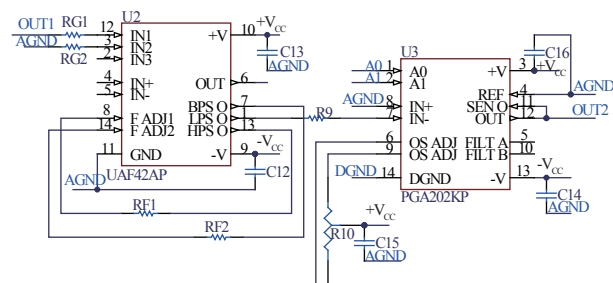 U2
OUT1 RG1 12 IN1 +V 10 +VCC
AGND 3 IN2
RG2 2 IN3 C13
AGND
4 IN+ OUT 6
5 IN-
BPS O 7
8 F ADJ1 LPS O 1 R9
14 F ADJ2 HPS O 13
11 GND -V 9 -VCC
AGND UAF42AP C12
RF1
RF2
U3
C16
A0 1 A0 +V 3 +VCC
A1 2 A1
REF 4 AGND
AGND 8 IN+ SEN O 11
7 IN- OUT 12 OUT2
6 OS ADJ FILT A 5
9 OS ADJ FILT B 10
DGND 14 DGND -V 13 -VCC
PGA202KP C14
AGND
R10 +VCC
C15
AGND